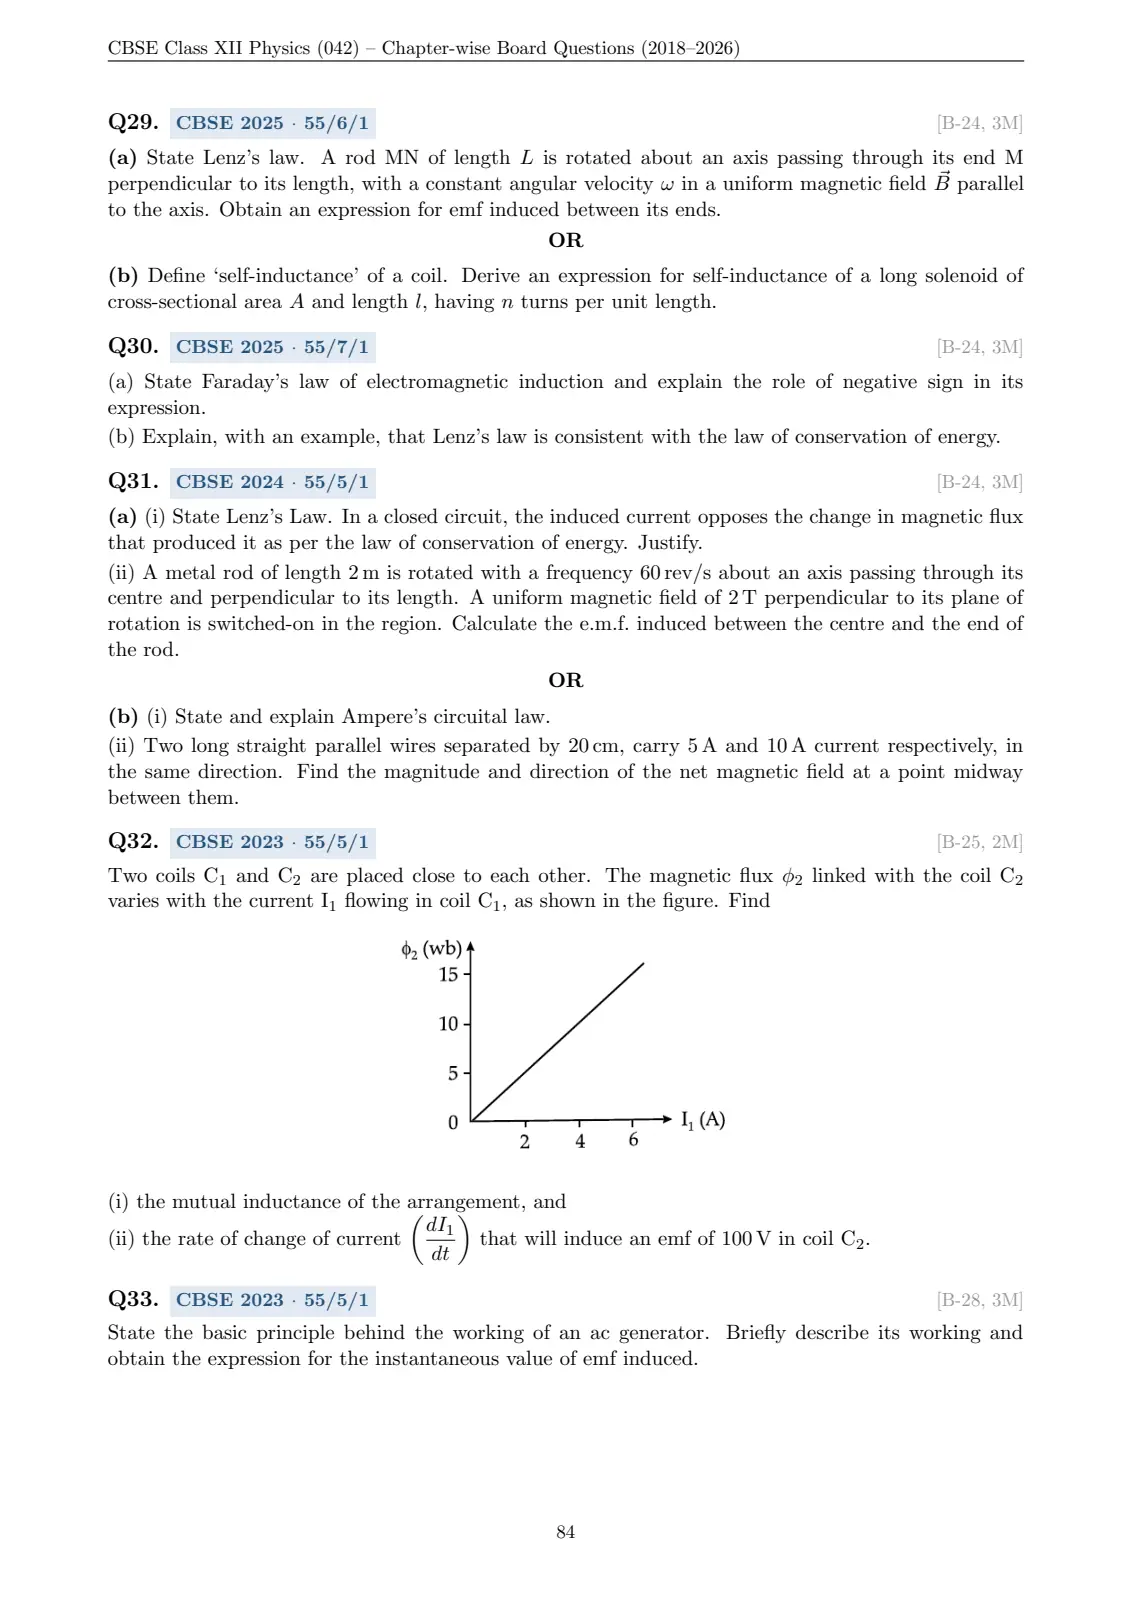 CBSE Class XII Physics (042) – Chapter-wise Board Questions (2018–2026)
Q29. CBSE 2025 · 55/6/1 [B-24, 3M]
(a) State Lenz's law. A rod MN of length L is rotated about an axis passing through its end M
perpendicular to its length, with a constant angular velocity ω in a uniform magnetic field B⃗ parallel
to the axis. Obtain an expression for emf induced between its ends.
OR
(b) Define ‘self-inductance’ of a coil. Derive an expression for self-inductance of a long solenoid of
cross-sectional area A and length l, having n turns per unit length.
Q30. CBSE 2025 · 55/7/1 [B-24, 3M]
(a) State Faraday's law of electromagnetic induction and explain the role of negative sign in its
expression.
(b) Explain, with an example, that Lenz's law is consistent with the law of conservation of energy.
Q31. CBSE 2024 · 55/5/1 [B-24, 3M]
(a) (i) State Lenz's Law. In a closed circuit, the induced current opposes the change in magnetic flux
that produced it as per the law of conservation of energy. Justify.
(ii) A metal rod of length 2 m is rotated with a frequency 60 rev/s about an axis passing through its
centre and perpendicular to its length. A uniform magnetic field of 2 T perpendicular to its plane of
rotation is switched-on in the region. Calculate the e.m.f. induced between the centre and the end of
the rod.
OR
(b) (i) State and explain Ampere's circuital law.
(ii) Two long straight parallel wires separated by 20 cm, carry 5 A and 10 A current respectively, in
the same direction. Find the magnitude and direction of the net magnetic field at a point midway
between them.
Q32. CBSE 2023 · 55/5/1 [B-25, 2M]
Two coils C₁ and C₂ are placed close to each other. The magnetic flux ϕ₂ linked with the coil C₂
varies with the current I₁ flowing in coil C₁, as shown in the figure. Find
ϕ₂ (wb)
15
10
5
0
2 4 6
I₁ (A)
(i) the mutual inductance of the arrangement, and
(ii) the rate of change of current (dI₁/dt) that will induce an emf of 100 V in coil C₂.
Q33. CBSE 2023 · 55/5/1 [B-28, 3M]
State the basic principle behind the working of an ac generator. Briefly describe its working and
obtain the expression for the instantaneous value of emf induced.
84